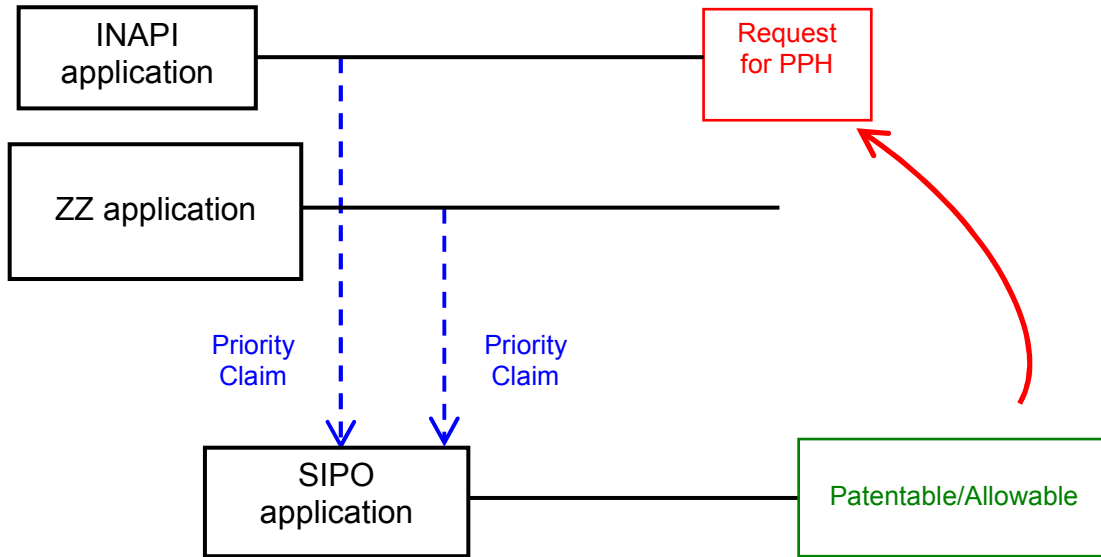 INAPI
application
Request
for PPH
ZZ application
Priority
Claim
Priority
Claim
SIPO
application
Patentable/Allowable